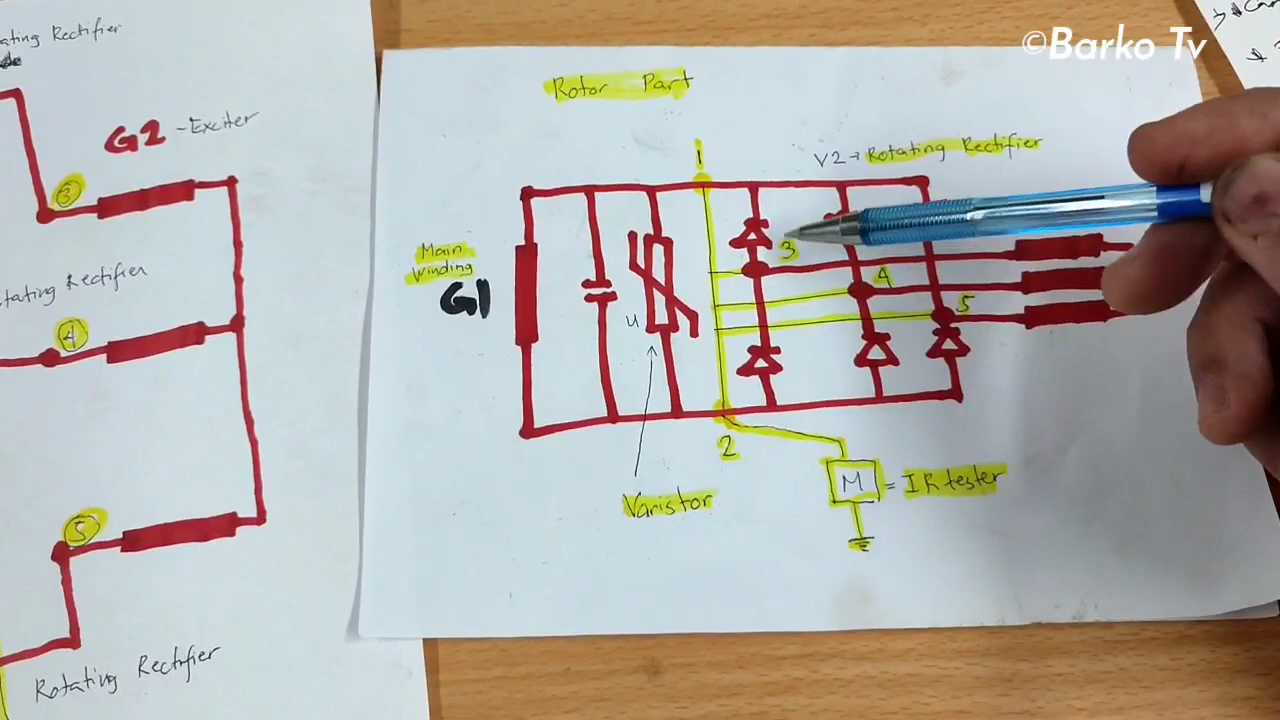 ©Barko Tv
ating Rectifier
G2 - Exciter
3
tating Rectifier
4
5
Rotating Rectifier
Rotor Part
1
V2 → Rotating Rectifier
Main
Winding
G1
3
4
5
U
2
Varistor
M = IR tester